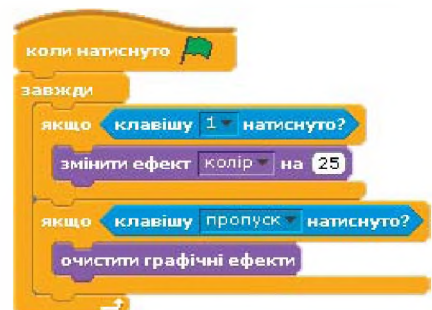 коли натиснуто
завжди
якщо клавішу 1 натиснуто?
змінити ефект колір на 25
якщо клавішу пропуск натиснуто?
очистити графічні ефекти